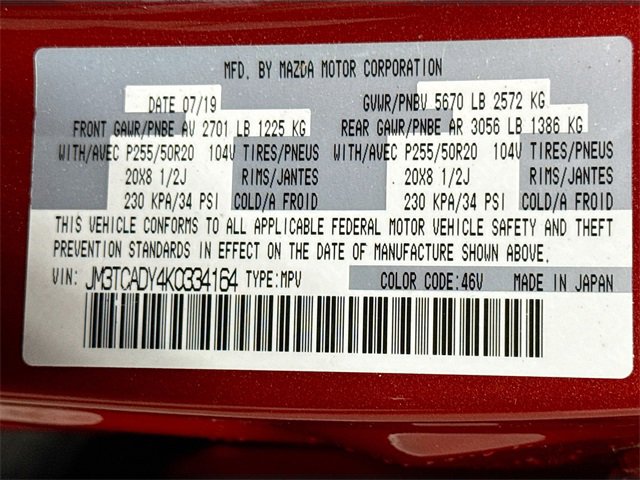 MFD. BY MAZDA MOTOR CORPORATION
DATE 07/19 GVWR/PNBV 5670 LB 2572 KG
FRONT GAWR/PNBE AV 2701 LB 1225 KG REAR GAWR/PNBE AR 3056 LB 1386 KG
WITH/AVEC P255/50R20 104V TIRES/PNEUS WITH/AVEC P255/50R20 104V TIRES/PNEUS
20X8 1/2J RIMS/JANTES 20X8 1/2J RIMS/JANTES
230 KPA/34 PSI COLD/A FROID 230 KPA/34 PSI COLD/A FROID
THIS VEHICLE CONFORMS TO ALL APPLICABLE FEDERAL MOTOR VEHICLE SAFETY AND THEFT
PREVENTION STANDARDS IN EFFECT ON THE DATE OF MANUFACTURE SHOWN ABOVE.
VIN: JM3TCADY4K0334164 TYPE:MPV COLOR CODE:46V MADE IN JAPAN